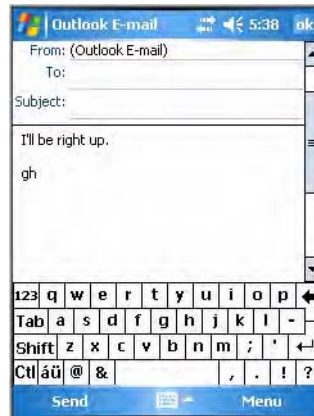 Outlook E-mail 5:38 ok
From: (Outlook E-mail)
To:
Subject:
I'll be right up.
gh
123 q w e r t y u i o p
Tab a s d f g h j k l -
Shift z x c v b n m ; '
Ctl áü @ & , . ! ?
Send Menu